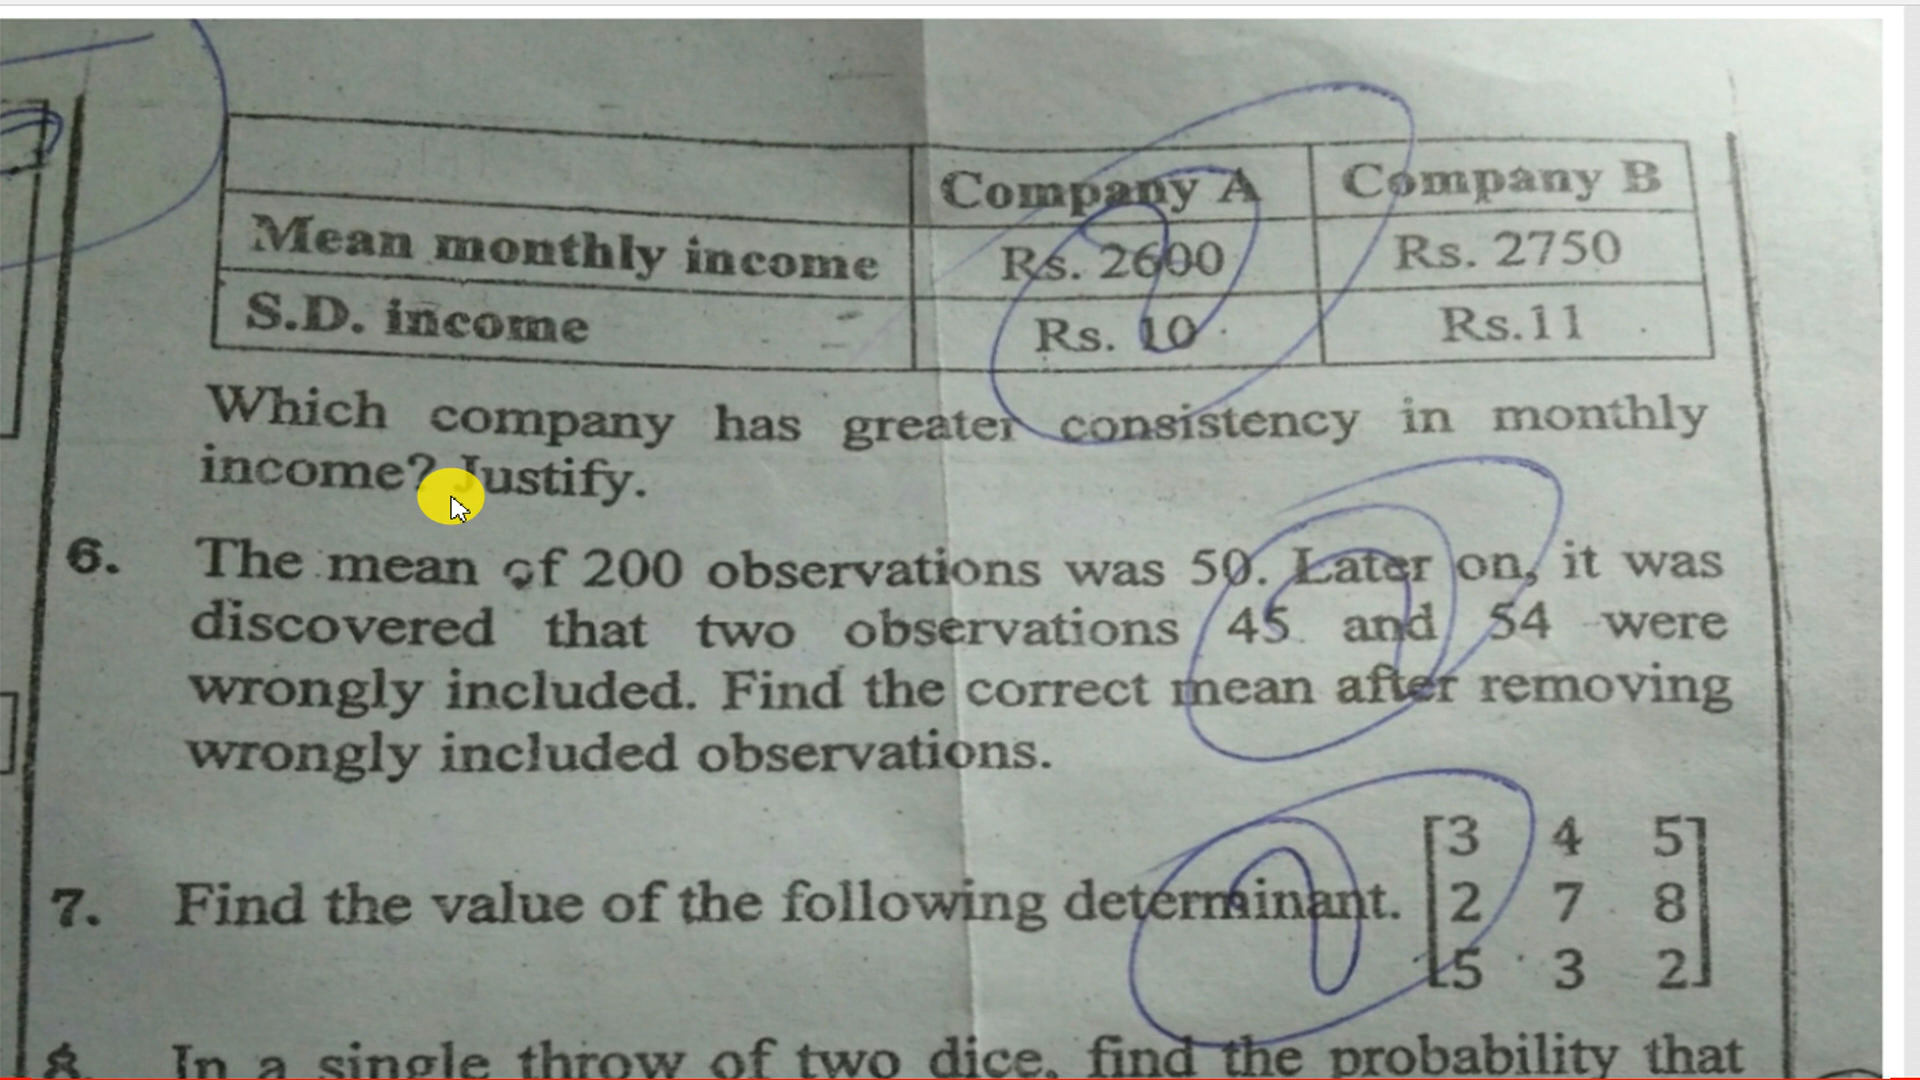 Company A Company B
Mean monthly income Rs. 2600 Rs. 2750
S.D. income Rs. 10 Rs.11
Which company has greater consistency in monthly
income? Justify.
6. The mean of 200 observations was 50. Later on, it was
discovered that two observations 45 and 54 were
wrongly included. Find the correct mean after removing
wrongly included observations.
7. Find the value of the following determinant.
3 4 5
2 7 8
5 3 2
8. In a single throw of two dice, find the probability that